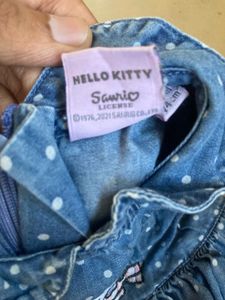 HELLO KITTY
Sanrio
LICENSE
©1976, 2021 SANRIO CO., LTD.